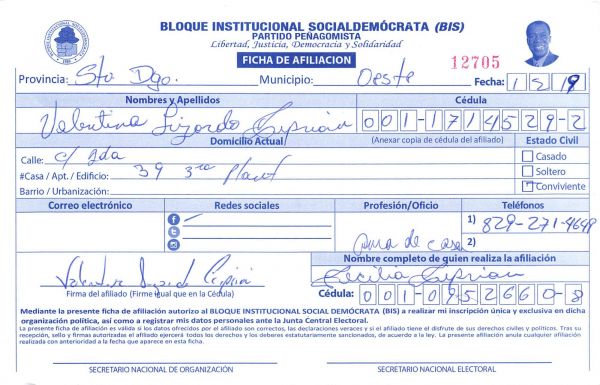 BLOQUE INSTITUCIONAL SOCIALDEMÓCRATA (BIS)
PARTIDO PEÑAGOMISTA
Libertad, Justicia, Democracia y Solidaridad
FICHA DE AFILIACION
12705
Provincia: Sto Dgo. Municipio: Oeste Fecha: 1 5 19
Nombres y Apellidos Cédula
Valentina Lizardo Ciprián 001-1714529-2
Domicilio Actual (Anexar copia de cédula del afiliado) Estado Civil
Calle: c/ 2da Casado
#Casa / Apt. / Edificio: 39 3ra Soltero
Barrio / Urbanización: Conviviente
Correo electrónico Redes sociales Profesión/Oficio Teléfonos
1) 829-271-4649
ama de casa 2)
Nombre completo de quien realiza la afiliación
Valentina Lizardo Ciprián Cecilia Ciprian
Firma del afiliado (Firme igual que en la Cédula) Cédula: 001-0952660-8
Mediante la presente ficha de afiliación autorizo al BLOQUE INSTITUCIONAL SOCIAL DEMÓCRATA (BIS) a realizar mi inscripción única y exclusiva en dicha
organización política, así como a registrar mis datos personales ante la Junta Central Electoral.
La presente ficha de afiliación es válida si los datos ofrecidos por el afiliado son correctos, las declaraciones veraces y si el afiliado tiene el disfrute de sus derechos civiles y políticos. Tras su
recepción, sello y firmas autorizadas el afiliado ejercerá todos los derechos y los deberes estatutariamente sancionados, de acuerdo a la ley. La presente afiliación anula cualquier afiliación
realizada con anterioridad a la fecha que aparece en esta ficha.
SECRETARIO NACIONAL DE ORGANIZACIÓN SECRETARIO NACIONAL ELECTORAL